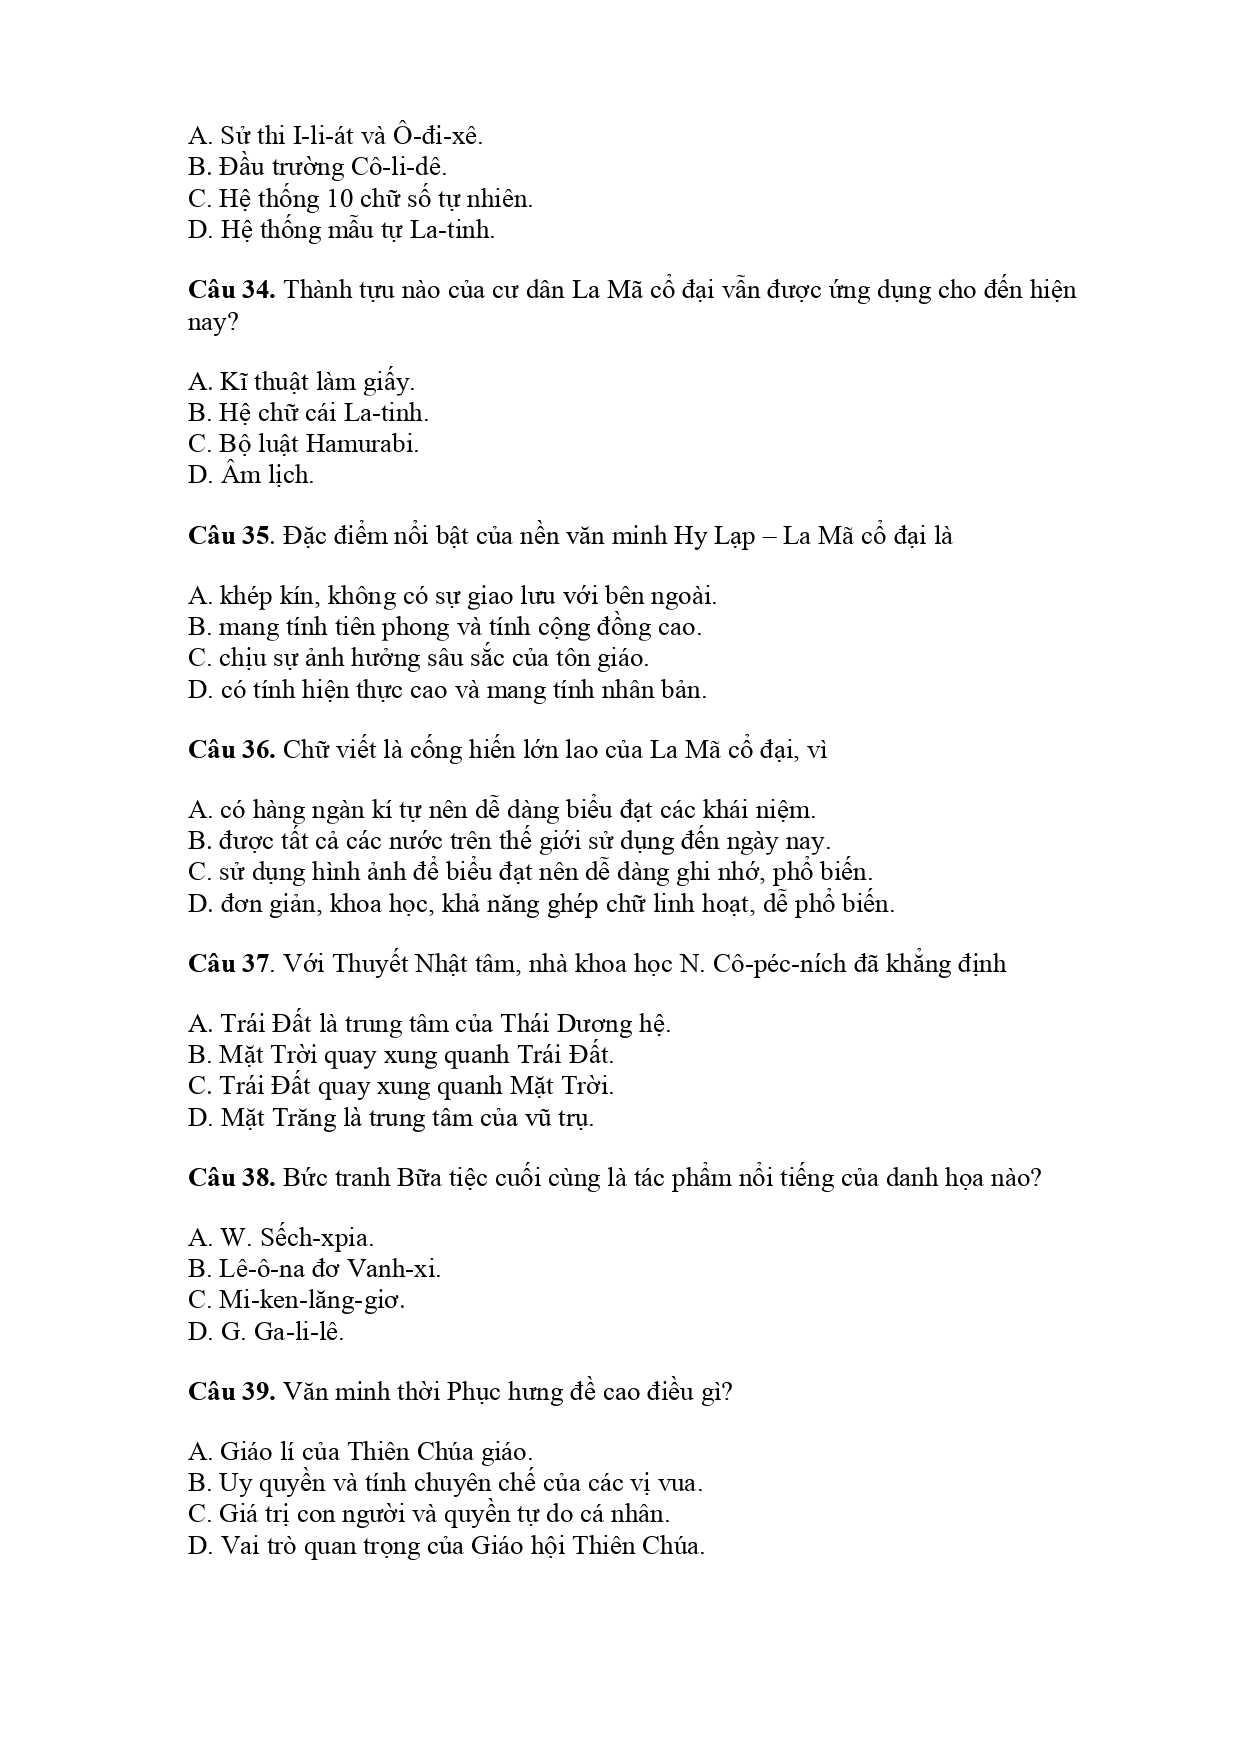 A. Sử thi I-li-át và Ô-đi-xê.
B. Đầu trường Cô-li-dê.
C. Hệ thống 10 chữ số tự nhiên.
D. Hệ thống mẫu tự La-tinh.
Câu 34. Thành tựu nào của cư dân La Mã cổ đại vẫn được ứng dụng cho đến hiện
nay?
A. Kĩ thuật làm giấy.
B. Hệ chữ cái La-tinh.
C. Bộ luật Hamurabi.
D. Âm lịch.
Câu 35. Đặc điểm nổi bật của nền văn minh Hy Lạp – La Mã cổ đại là
A. khép kín, không có sự giao lưu với bên ngoài.
B. mang tính tiên phong và tính cộng đồng cao.
C. chịu sự ảnh hưởng sâu sắc của tôn giáo.
D. có tính hiện thực cao và mang tính nhân bản.
Câu 36. Chữ viết là cống hiến lớn lao của La Mã cổ đại, vì
A. có hàng ngàn kí tự nên dễ dàng biểu đạt các khái niệm.
B. được tất cả các nước trên thế giới sử dụng đến ngày nay.
C. sử dụng hình ảnh để biểu đạt nên dễ dàng ghi nhớ, phổ biến.
D. đơn giản, khoa học, khả năng ghép chữ linh hoạt, dễ phổ biến.
Câu 37. Với Thuyết Nhật tâm, nhà khoa học N. Cô-péc-ních đã khẳng định
A. Trái Đất là trung tâm của Thái Dương hệ.
B. Mặt Trời quay xung quanh Trái Đất.
C. Trái Đất quay xung quanh Mặt Trời.
D. Mặt Trăng là trung tâm của vũ trụ.
Câu 38. Bức tranh Bữa tiệc cuối cùng là tác phẩm nổi tiếng của danh họa nào?
A. W. Sếch-xpia.
B. Lê-ô-na đơ Vanh-xi.
C. Mi-ken-lăng-giơ.
D. G. Ga-li-lê.
Câu 39. Văn minh thời Phục hưng đề cao điều gì?
A. Giáo lí của Thiên Chúa giáo.
B. Uy quyền và tính chuyên chế của các vị vua.
C. Giá trị con người và quyền tự do cá nhân.
D. Vai trò quan trọng của Giáo hội Thiên Chúa.